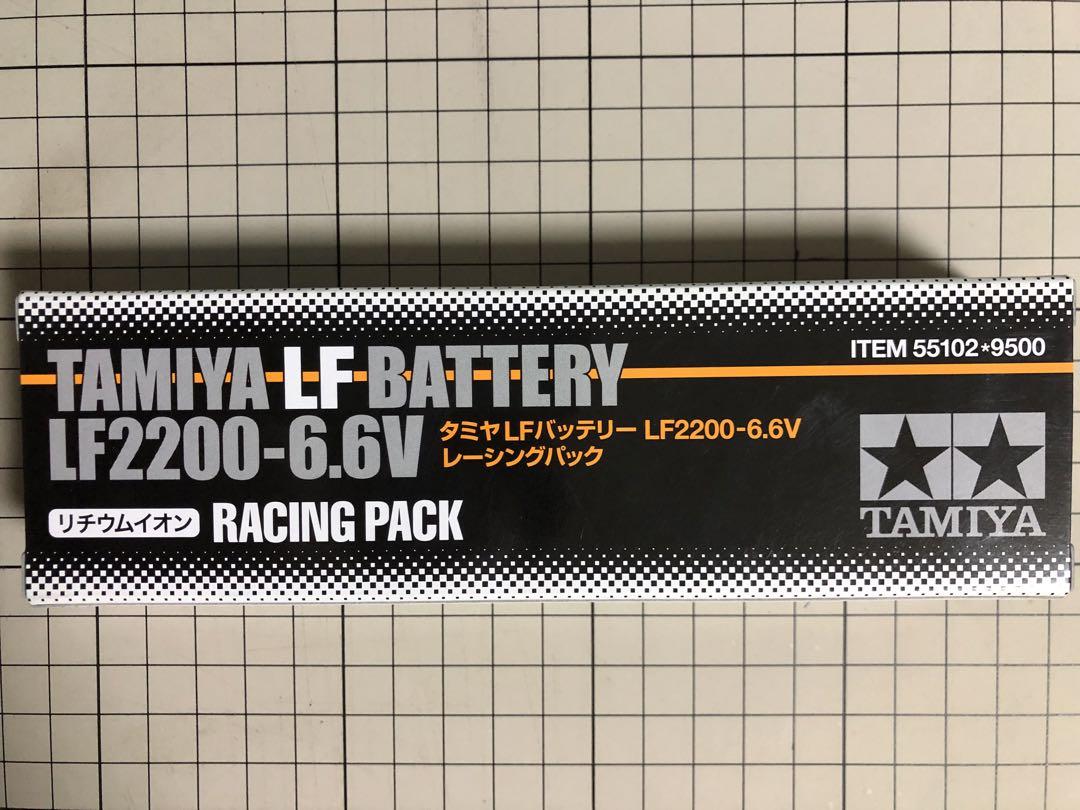 ITEM 55102*9500
TAMIYA LF BATTERY
LF2200-6.6V
タミヤLFバッテリー LF2200-6.6V
レーシングパック
リチウムイオン RACING PACK
TAMIYA